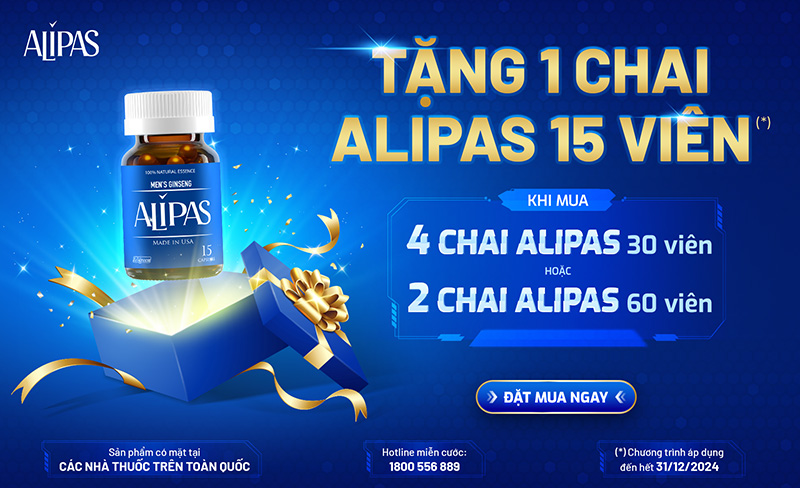 ALIPAS
TẶNG 1 CHAI
ALIPAS 15 VIÊN (*)
100% NATURAL ESSENCE
MEN'S GINSENG
ALIPAS
MADE IN USA
15
CAPSULES
KHI MUA
4 CHAI ALIPAS 30 viên
HOẶC
2 CHAI ALIPAS 60 viên
ĐẶT MUA NGAY
Sản phẩm có mặt tại
CÁC NHÀ THUỐC TRÊN TOÀN QUỐC
Hotline miễn cước:
1800 556 889
(*) Chương trình áp dụng
đến hết 31/12/2024